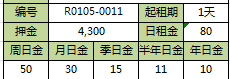 编号 R0105-0011 起租期 1天
押金 4,300 日租金 80
周日金 月日金 季日金 半年日金 年日金
50 30 15 11 10